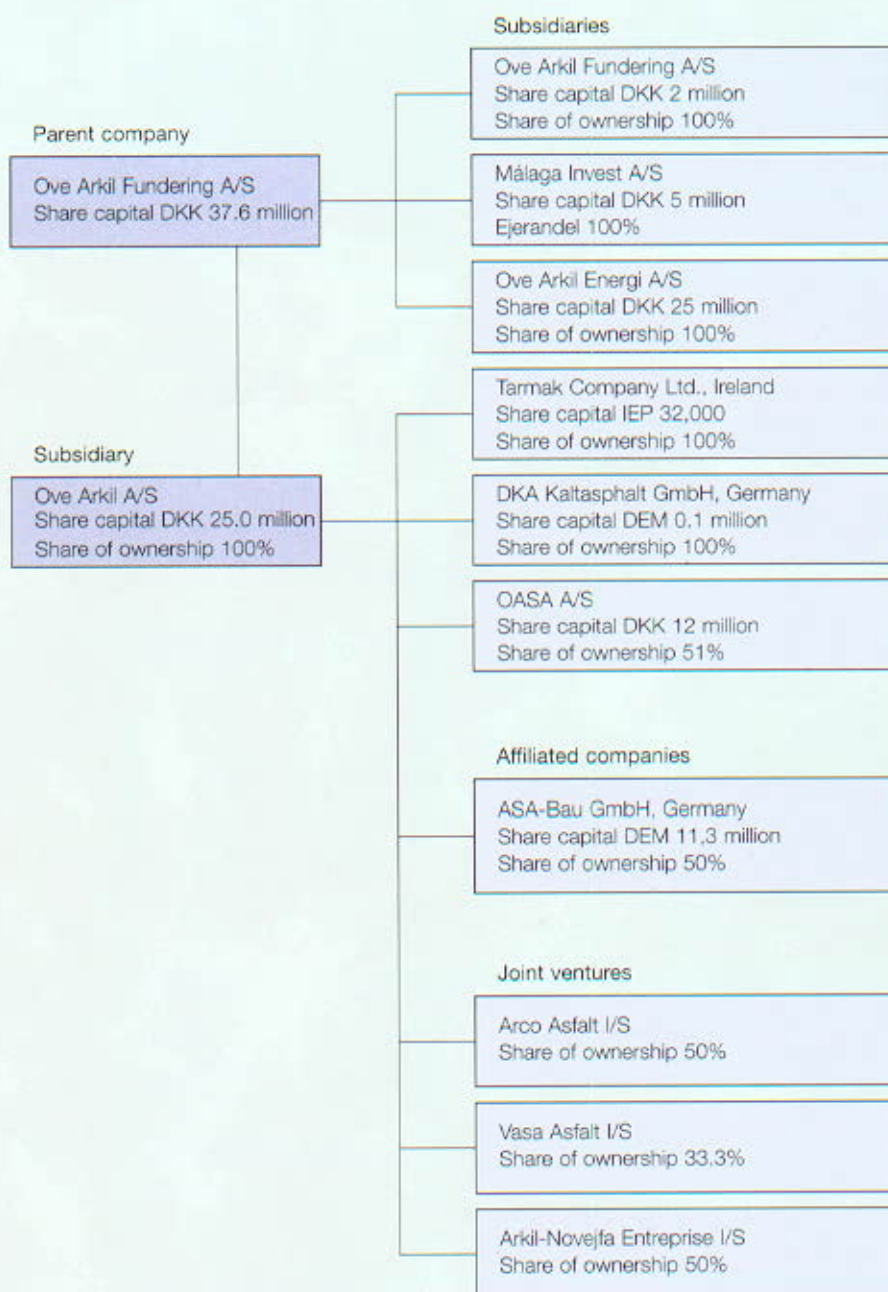 Parent company
Ove Arkil Fundering A/S
Share capital DKK 37.6 million
Subsidiary
Ove Arkil A/S
Share capital DKK 25.0 million
Share of ownership 100%
Subsidiaries
Ove Arkil Fundering A/S
Share capital DKK 2 million
Share of ownership 100%
Málaga Invest A/S
Share capital DKK 5 million
Ejerandel 100%
Ove Arkil Energi A/S
Share capital DKK 25 million
Share of ownership 100%
Tarmak Company Ltd., Ireland
Share capital IEP 32,000
Share of ownership 100%
DKA Kaltasphalt GmbH, Germany
Share capital DEM 0.1 million
Share of ownership 100%
OASA A/S
Share capital DKK 12 million
Share of ownership 51%
Affiliated companies
ASA-Bau GmbH, Germany
Share capital DEM 11,3 million
Share of ownership 50%
Joint ventures
Arco Asfalt I/S
Share of ownership 50%
Vasa Asfalt I/S
Share of ownership 33.3%
Arkil-Novejfa Entreprise I/S
Share of ownership 50%